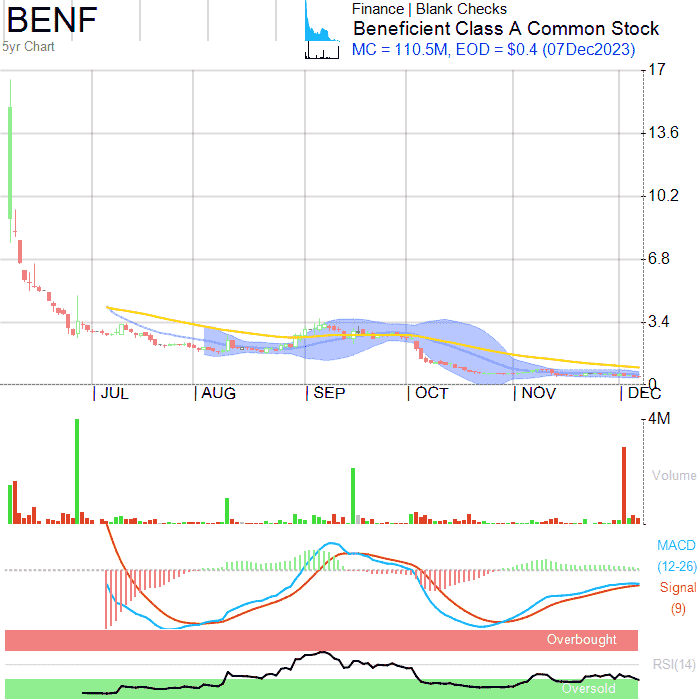 BENF
5yr Chart
Finance | Blank Checks
Beneficient Class A Common Stock
MC = 110.5M, EOD = $0.4 (07Dec2023)
17
13.6
10.2
6.8
3.4
0
JUL AUG SEP OCT NOV DEC
4M
Volume
MACD
(12-26)
Signal
(9)
Overbought
RSI(14)
Oversold